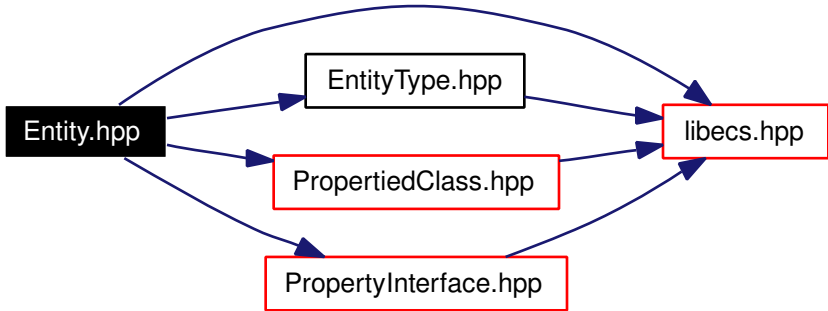 EntityType.hpp
Entity.hpp
libecs.hpp
PropertiedClass.hpp
PropertyInterface.hpp